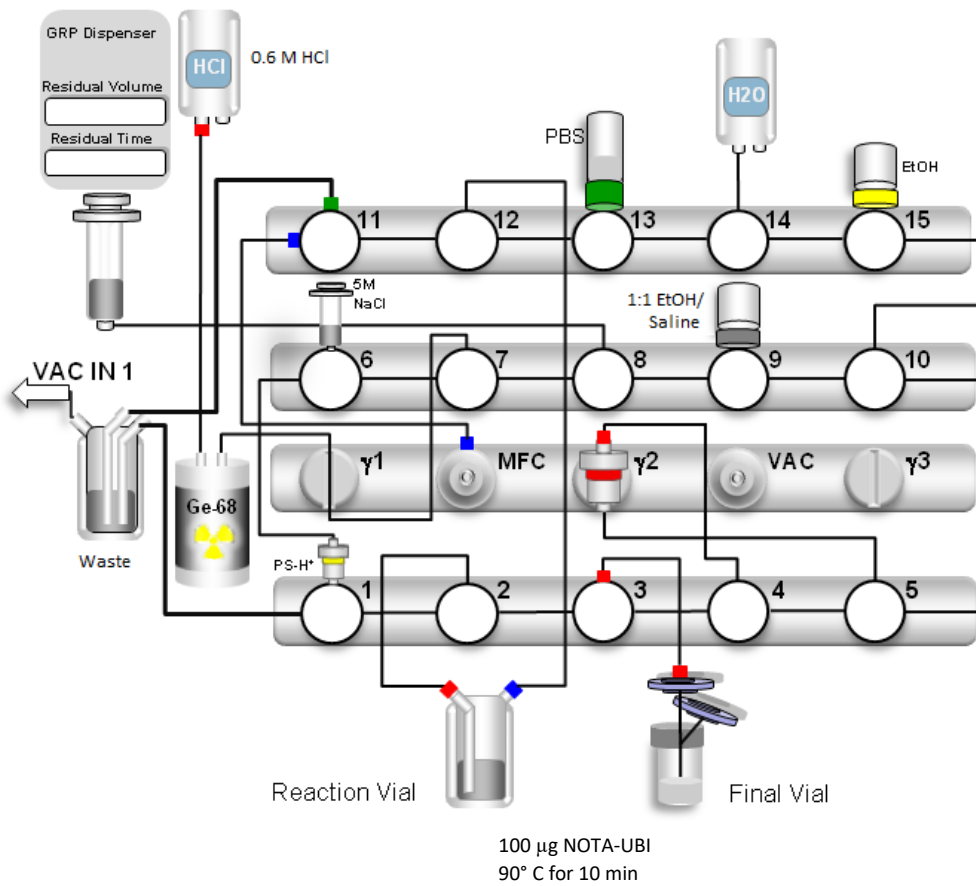 GRP Dispenser
Residual Volume
Residual Time
HCl
0.6 M HCl
PBS
H2O
EtOH
11
12
13
14
15
5M
NaCl
1:1 EtOH/
Saline
6
7
8
9
10
VAC IN 1
γ1
MFC
γ2
VAC
γ3
Ge-68
Waste
PS-H⁺
1
2
3
4
5
Reaction Vial
Final Vial
100 µg NOTA-UBI
90° C for 10 min